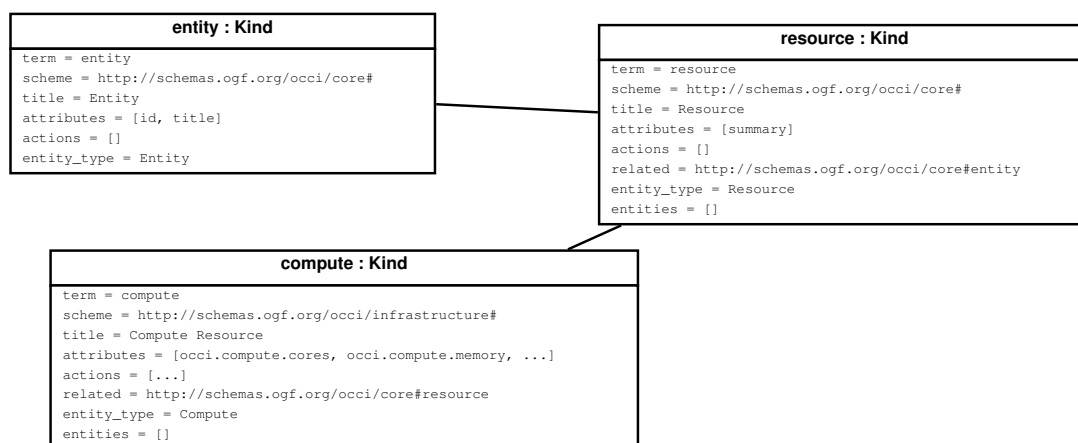 entity : Kind
term = entity
scheme = http://schemas.ogf.org/occi/core#
title = Entity
attributes = [id, title]
actions = []
entity_type = Entity
resource : Kind
term = resource
scheme = http://schemas.ogf.org/occi/core#
title = Resource
attributes = [summary]
actions = []
related = http://schemas.ogf.org/occi/core#entity
entity_type = Resource
entities = []
compute : Kind
term = compute
scheme = http://schemas.ogf.org/occi/infrastructure#
title = Compute Resource
attributes = [occi.compute.cores, occi.compute.memory, ...]
actions = [...]
related = http://schemas.ogf.org/occi/core#resource
entity_type = Compute
entities = []